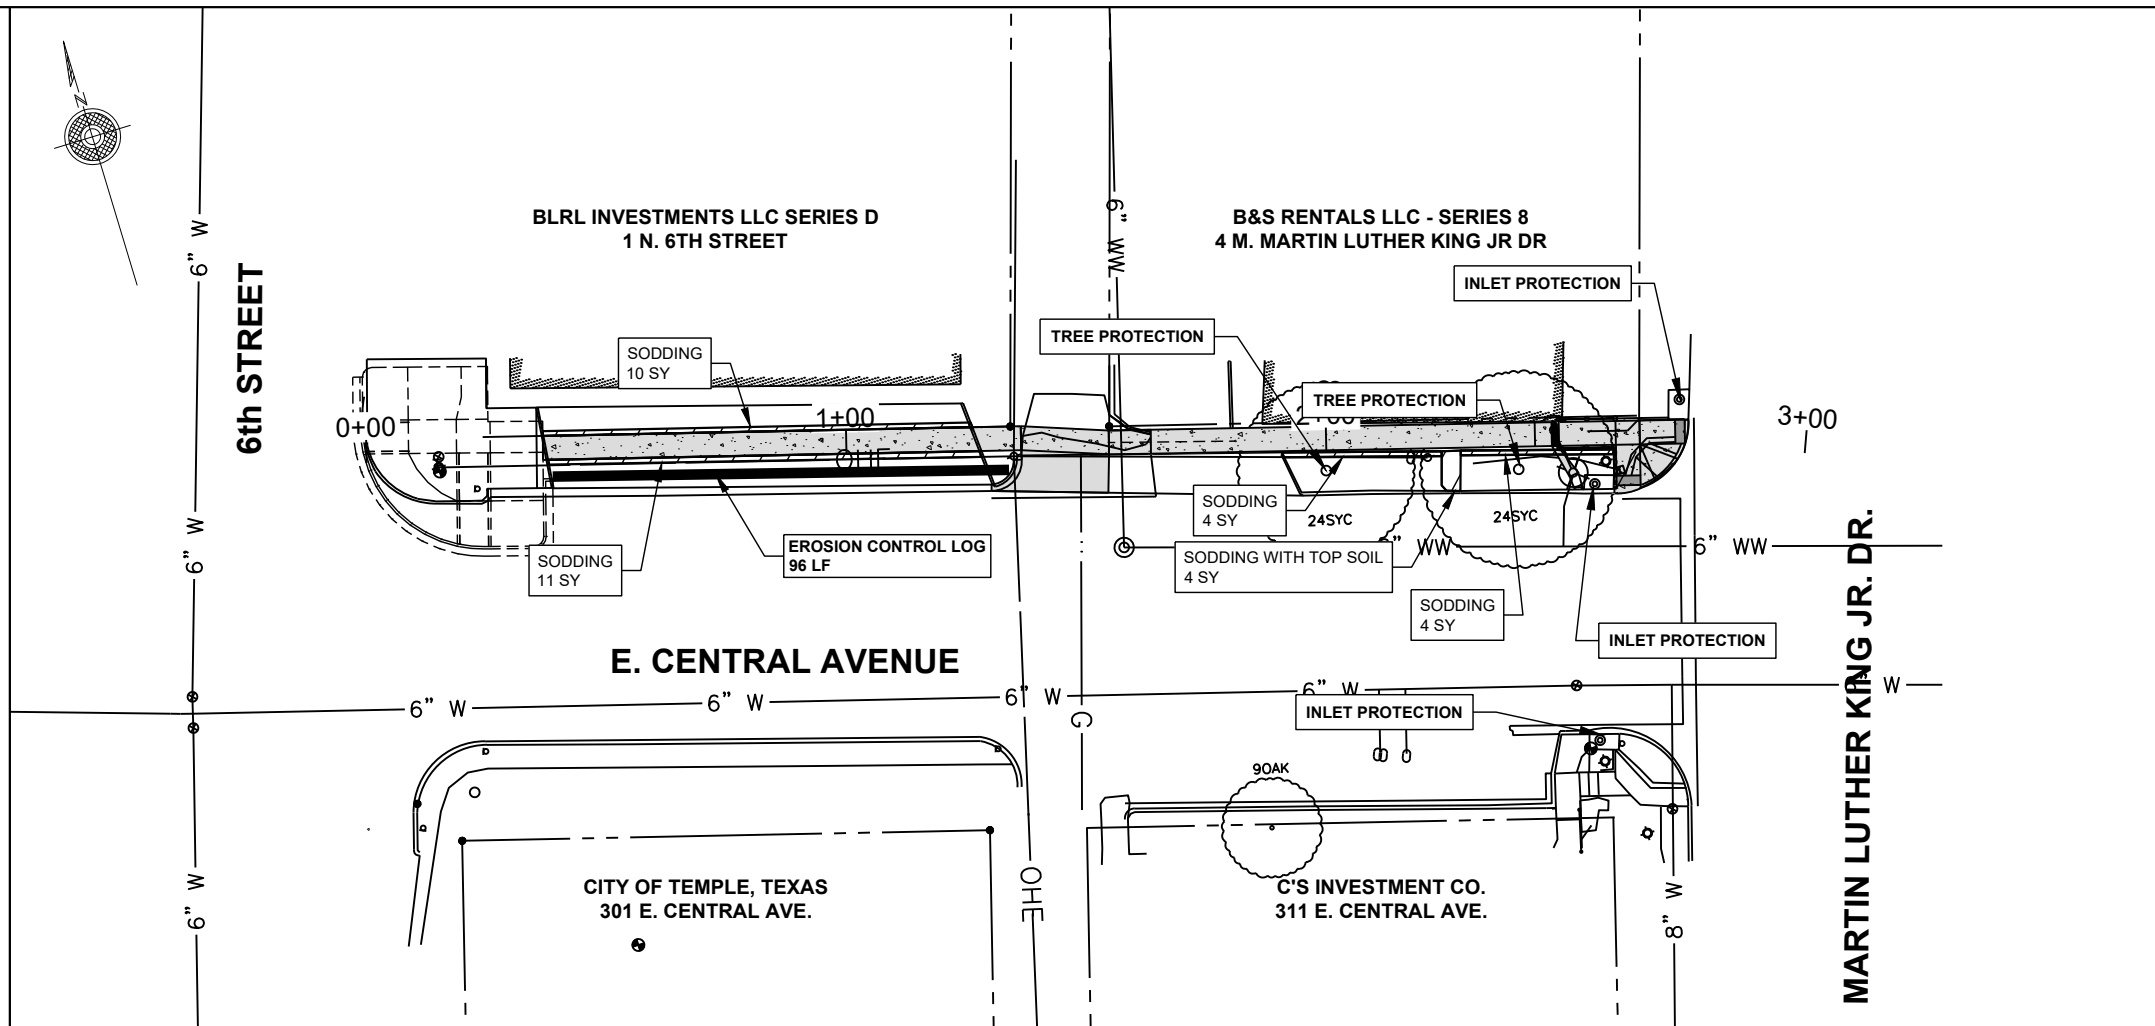 N
6" W
6" WW
BLRL INVESTMENTS LLC SERIES D
1 N. 6TH STREET
B&S RENTALS LLC - SERIES 8
4 M. MARTIN LUTHER KING JR DR
6th STREET
INLET PROTECTION
TREE PROTECTION
SODDING
10 SY
TREE PROTECTION
0+00
1+00
3+00
SODDING
4 SY
24SYC
24SYC
SODDING
11 SY
EROSION CONTROL LOG
96 LF
SODDING WITH TOP SOIL
4 SY
" WW
6" WW
6" W
SODDING
4 SY
INLET PROTECTION
E. CENTRAL AVENUE
MARTIN LUTHER KING JR. DR.
6" W
6" W
6" W
6" W
W
G
INLET PROTECTION
9OAK
6" W
OHE
8" W
CITY OF TEMPLE, TEXAS
301 E. CENTRAL AVE.
C'S INVESTMENT CO.
311 E. CENTRAL AVE.